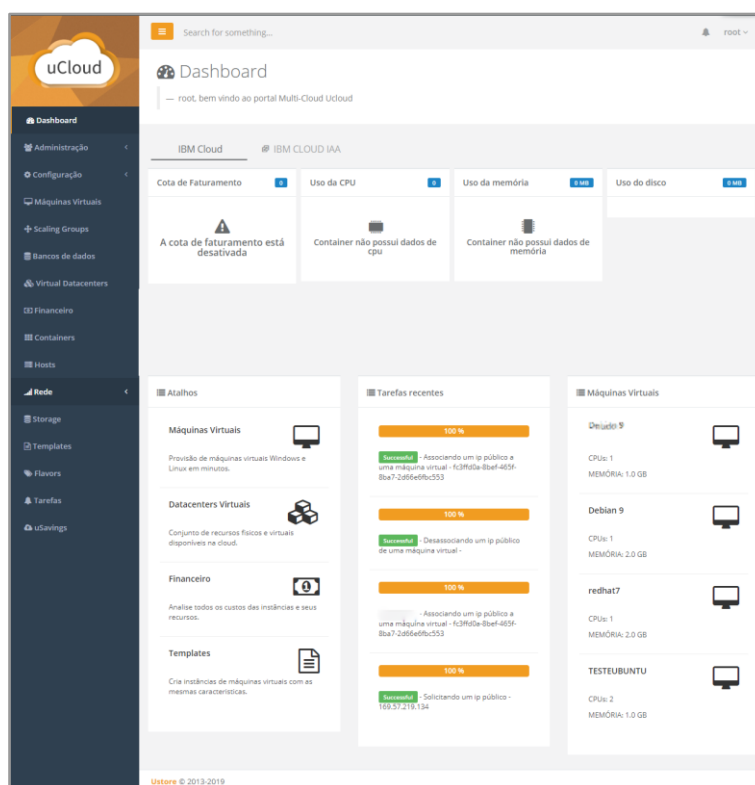 uCloud
Dashboard
Administração
Configuração
Máquinas Virtuais
Scaling Groups
Bancos de dados
Virtual Datacenters
Financeiro
Containers
Hosts
Rede
Storage
Templates
Flavors
Tarefas
uSavings
Search for something...
root
Dashboard
— root, bem vindo ao portal Multi-Cloud Ucloud
IBM Cloud
IBM CLOUD IAA
Cota de Faturamento 0
A cota de faturamento está
desativada
Uso da CPU 0
Container não possui dados de
cpu
Uso da memória 0 MB
Container não possui dados de
memória
Uso do disco 0 MB
Atalhos
Máquinas Virtuais
Provisão de máquinas virtuais Windows e
Linux em minutos.
Datacenters Virtuais
Conjunto de recursos físicos e virtuais
disponíveis na cloud.
Financeiro
Analise todos os custos das instâncias e seus
recursos.
Templates
Cria instâncias de máquinas virtuais com as
mesmas características.
Tarefas recentes
100 %
Successful - Associando um ip público a
uma máquina virtual - fc3ffd0a-8bef-465f-
8ba7-2d66e6fbc553
100 %
Successful - Desassociando um ip público
de uma máquina virtual -
100 %
- Associando um ip público a
uma máquina virtual - fc3ffd0a-8bef-465f-
8ba7-2d66e6fbc553
100 %
Successful - Solicitando um ip público -
169.57.219.134
Máquinas Virtuais
CPUs: 1
MEMÓRIA: 1.0 GB
Debian 9
CPUs: 1
MEMÓRIA: 2.0 GB
redhat7
CPUs: 1
MEMÓRIA: 2.0 GB
TESTEUBUNTU
CPUs: 2
MEMÓRIA: 1.0 GB
Ustore © 2013-2019